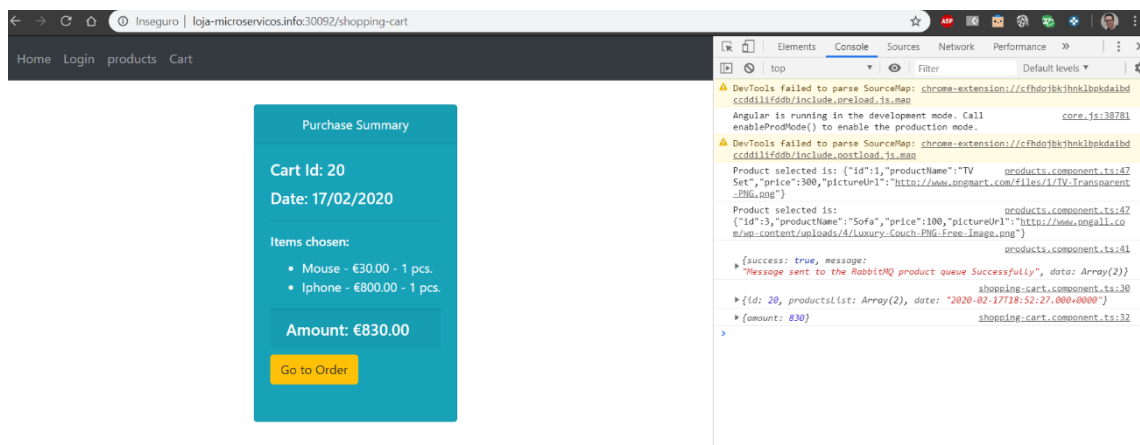 Inseguro | loja-microservicos.info:30092/shopping-cart
ABP
Home Login products Cart
Elements Console Sources Network Performance »
top Filter Default levels ▼
DevTools failed to parse SourceMap: chrome-extension://cfhdojbkjhnklbpkdaibd
ccddilifddb/include.preload.js.map
Angular is running in the development mode. Call core.js:38781
enableProdMode() to enable the production mode.
DevTools failed to parse SourceMap: chrome-extension://cfhdojbkjhnklbpkdaibd
ccddilifddb/include.postload.js.map
Product selected is: {"id":1,"productName":"TV products.component.ts:47
Set","price":300,"pictureUrl":"http://www.pngmart.com/files/1/TV-Transparent
-PNG.png"}
Product selected is: products.component.ts:47
{"id":3,"productName":"Sofa","price":100,"pictureUrl":"http://www.pngall.co
m/wp-content/uploads/4/Luxury-Couch-PNG-Free-Image.png"}
products.component.ts:41
{success: true, message:
"Message sent to the RabbitMQ product queue Successfully", data: Array(2)}
shopping-cart.component.ts:30
{id: 20, productsList: Array(2), date: "2020-02-17T18:52:27.000+0000"}
{amount: 830} shopping-cart.component.ts:32
Purchase Summary
Cart Id: 20
Date: 17/02/2020
Items chosen:
• Mouse - €30.00 - 1 pcs.
• Iphone - €800.00 - 1 pcs.
Amount: €830.00
Go to Order